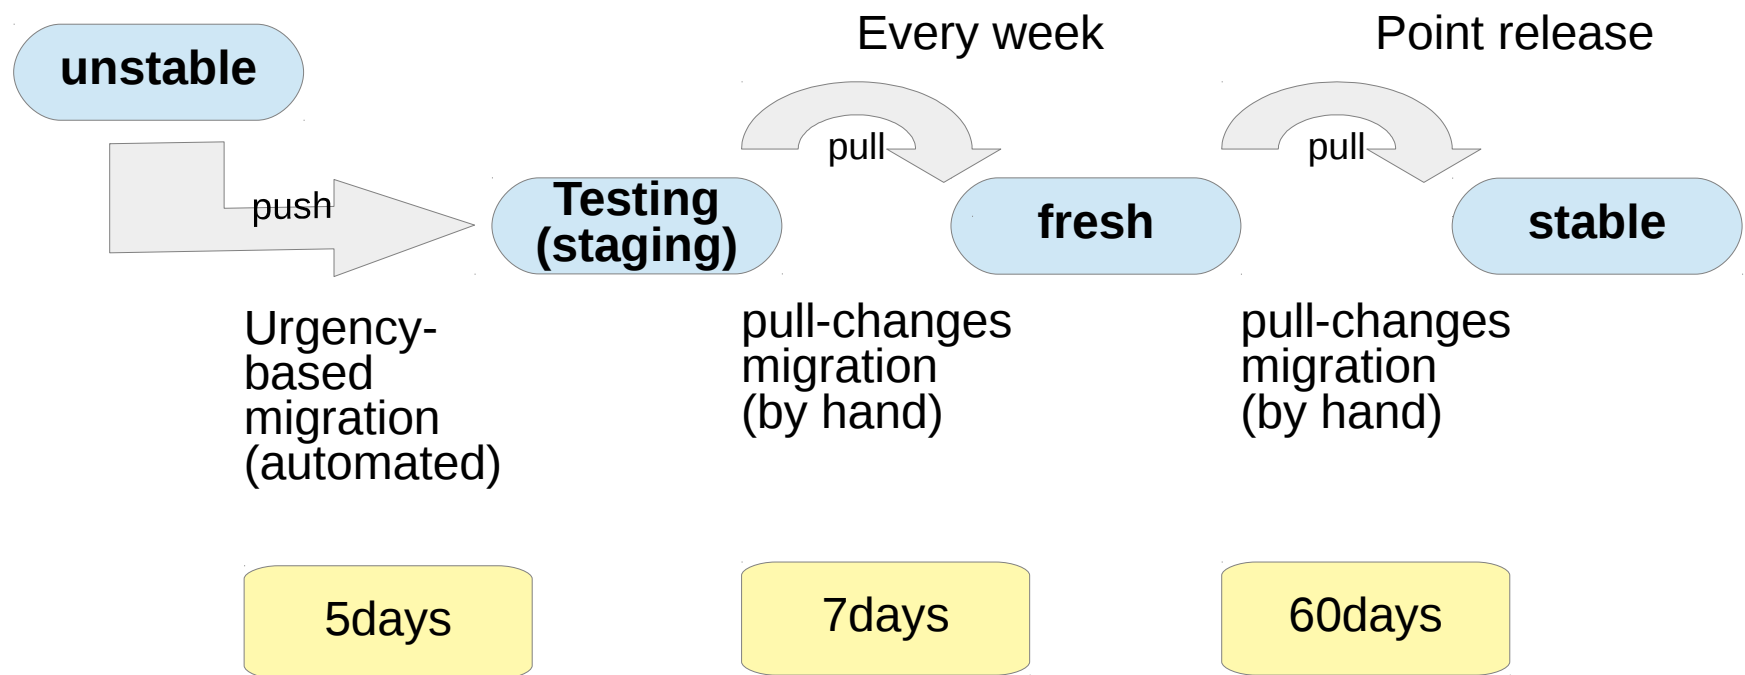 unstable
push
Testing
(staging)
Every week
pull
fresh
Point release
pull
stable
Urgency-
based
migration
(automated)
pull-changes
migration
(by hand)
pull-changes
migration
(by hand)
5days
7days
60days